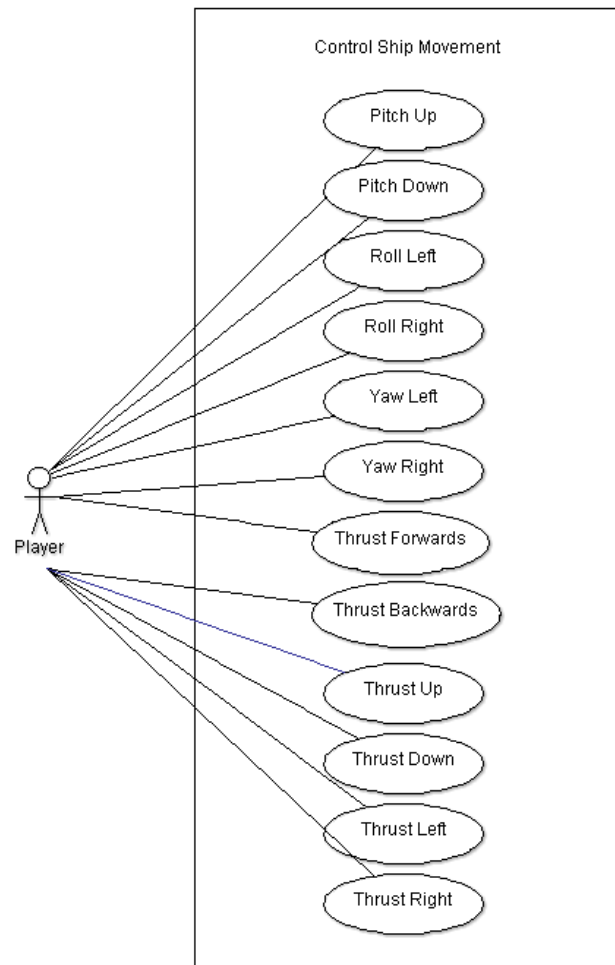 Control Ship Movement
Pitch Up
Pitch Down
Roll Left
Roll Right
Yaw Left
Yaw Right
Thrust Forwards
Player
Thrust Backwards
Thrust Up
Thrust Down
Thrust Left
Thrust Right